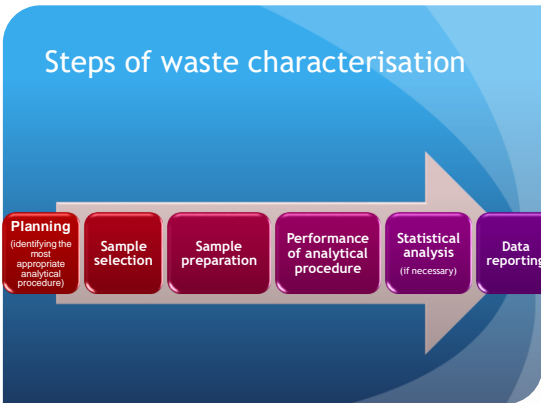 Steps of waste characterisation
Planning
(identifying the
most
appropriate
analytical
procedure)
Sample
selection
Sample
preparation
Performance
of analytical
procedure
Statistical
analysis
(if necessary)
Data
reporting